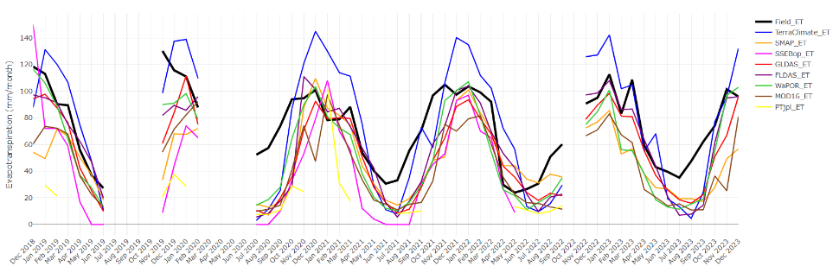 Evapotranspiration (mm/month)
140
120
100
80
60
40
20
0
Dec 2018
Jan 2019
Feb 2019
Mar 2019
Apr 2019
May 2019
Jun 2019
Jul 2019
Aug 2019
Sep 2019
Oct 2019
Nov 2019
Dec 2019
Jan 2020
Feb 2020
Mar 2020
Apr 2020
May 2020
Jun 2020
Jul 2020
Aug 2020
Sep 2020
Oct 2020
Nov 2020
Dec 2020
Jan 2021
Feb 2021
Mar 2021
Apr 2021
May 2021
Jun 2021
Jul 2021
Aug 2021
Sep 2021
Oct 2021
Nov 2021
Dec 2021
Jan 2022
Feb 2022
Mar 2022
Apr 2022
May 2022
Jun 2022
Jul 2022
Aug 2022
Sep 2022
Oct 2022
Nov 2022
Dec 2022
Jan 2023
Feb 2023
Mar 2023
Apr 2023
May 2023
Jun 2023
Jul 2023
Aug 2023
Sep 2023
Oct 2023
Nov 2023
Dec 2023
Field_ET
TerraClimate_ET
SMAP_ET
SSEBop_ET
GLDAS_ET
FLDAS_ET
WaPOR_ET
MOD16_ET
PTJpl_ET